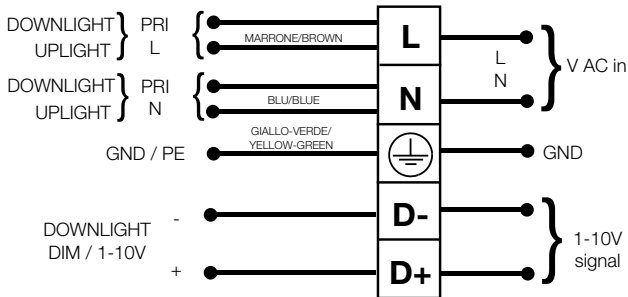 DOWNLIGHT } PRI { MARRONE/BROWN L L } V AC in
UPLIGHT L
DOWNLIGHT } PRI { BLU/BLUE N N
UPLIGHT N
GIALLO-VERDE/
YELLOW-GREEN
GND / PE GND
- D-
DOWNLIGHT
DIM / 1-10V
1-10V
signal
+ D+